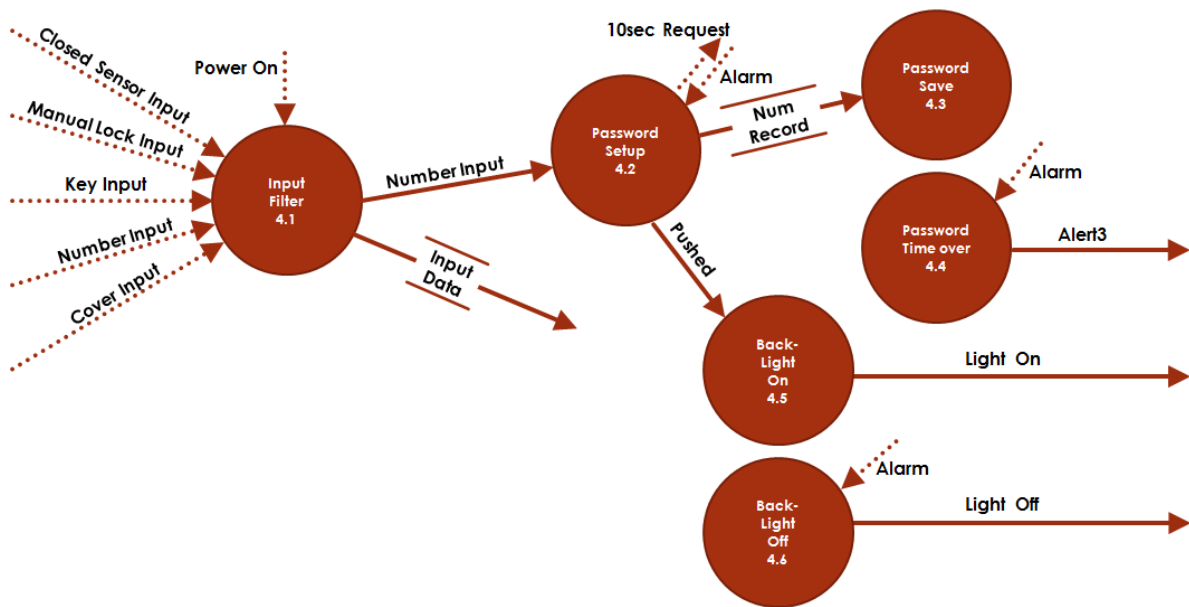 10sec Request
Closed Sensor Input
Power On
Alarm
Password
Save
4.3
Manual Lock Input
Num
Record
Password
Setup
4.2
Key Input
Input
Filter
4.1
Number Input
Alarm
Number Input
Password
Time over
4.4
Alert3
Cover Input
Input
Data
Pushed
Back-
Light
On
4.5
Light On
Back-
Light
Off
4.6
Alarm
Light Off